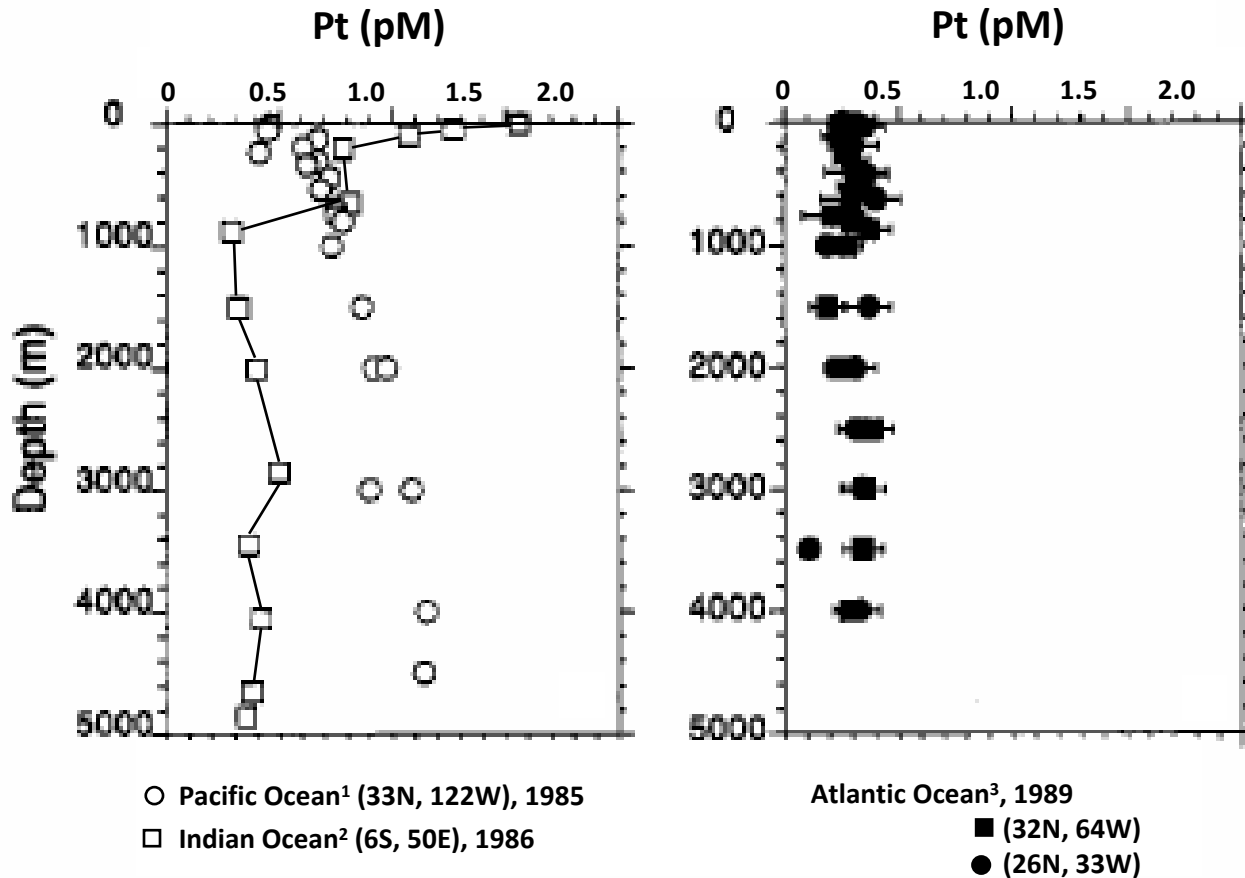 Pt (pM)
0 0.5 1.0 1.5 2.0
0
1000
2000
3000
4000
5000
Depth (m)
Pacific Ocean¹ (33N, 122W), 1985
Indian Ocean² (6S, 50E), 1986
Pt (pM)
0 0.5 1.0 1.5 2.0
0
1000
2000
3000
4000
5000
Atlantic Ocean³, 1989
(32N, 64W)
(26N, 33W)